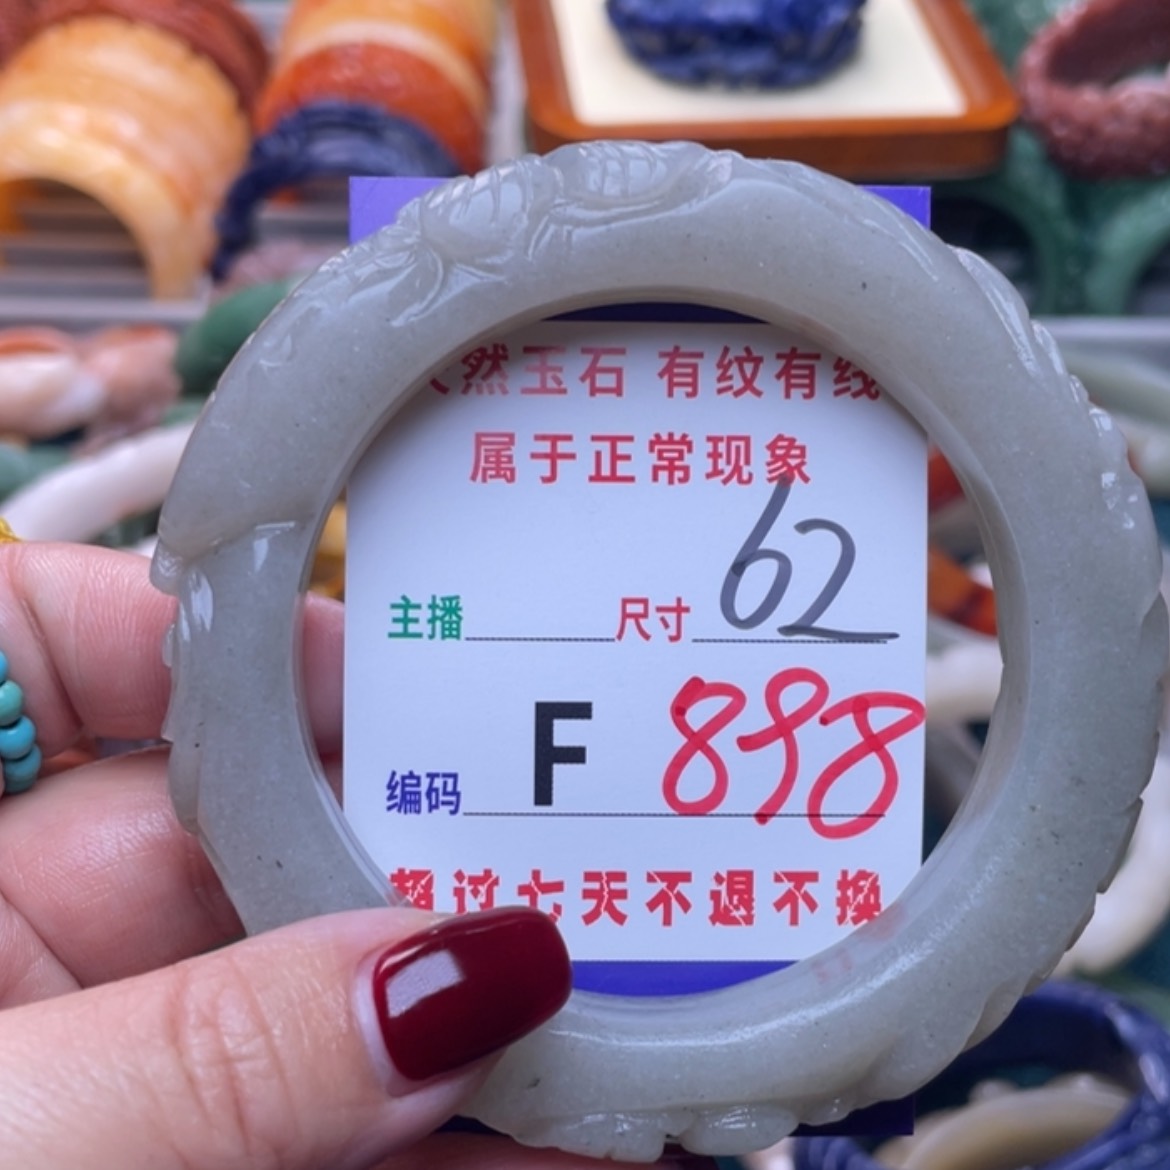 然玉石 有纹有线
属于正常现象
主播 尺寸 62
编码 F 898
超过七天不退不换